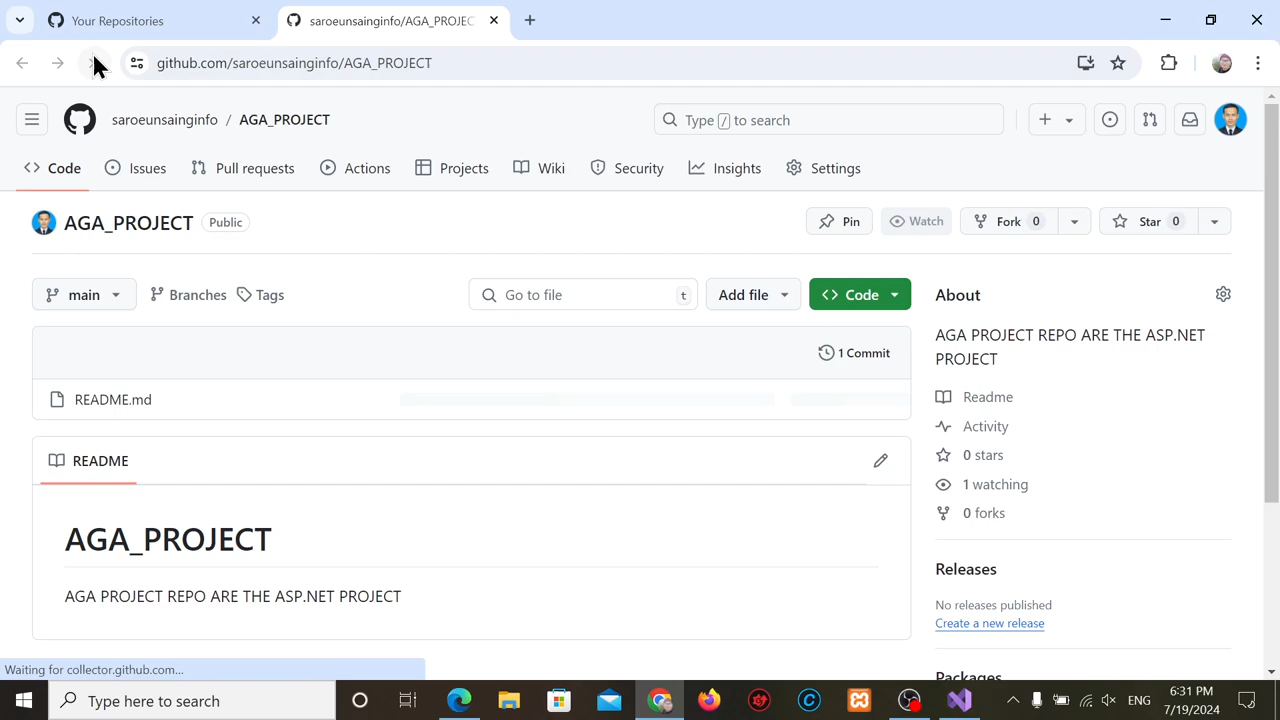 Your Repositories
saroeunsainginfo/AGA_PROJEC
github.com/saroeunsainginfo/AGA_PROJECT
saroeunsainginfo / AGA_PROJECT
Type / to search
Code Issues Pull requests Actions Projects Wiki Security Insights Settings
AGA_PROJECT Public
Pin Watch Fork 0 Star 0
main Branches Tags Go to file t Add file Code
About
AGA PROJECT REPO ARE THE ASP.NET
PROJECT
1 Commit
README.md
Readme
Activity
0 stars
1 watching
0 forks
README
AGA_PROJECT
AGA PROJECT REPO ARE THE ASP.NET PROJECT
Releases
No releases published
Create a new release
Packages
Waiting for collector.github.com...
Type here to search
ENG
6:31 PM
7/19/2024